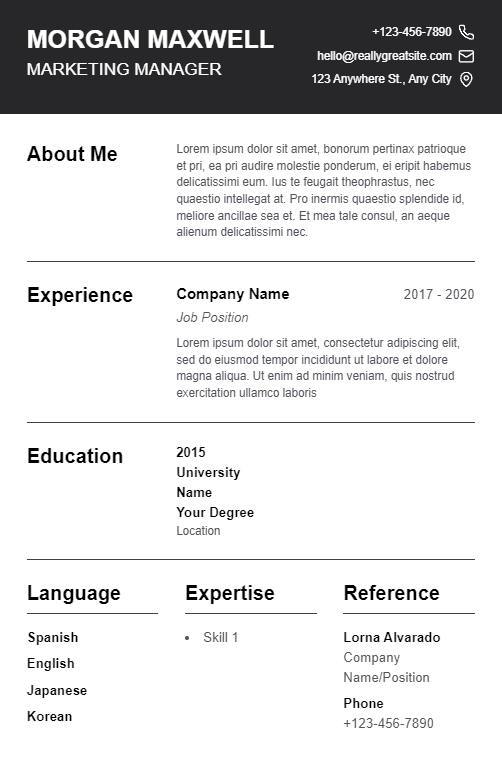 MORGAN MAXWELL
MARKETING MANAGER
+123-456-7890
hello@reallygreatsite.com
123 Anywhere St., Any City
About Me
Lorem ipsum dolor sit amet, bonorum pertinax patrioque
et pri, ea pri audire molestie ponderum, ei eripit habemus
delicatissimi eum. Ius te feugait theophrastus, nec
quaestio intellegat at. Pro inermis quaestio splendide id,
meliore ancillae sea et. Et mea tale consul, an aeque
alienum delicatissimi nec.
Experience
Company Name
2017 - 2020
Job Position
Lorem ipsum dolor sit amet, consectetur adipiscing elit,
sed do eiusmod tempor incididunt ut labore et dolore
magna aliqua. Ut enim ad minim veniam, quis nostrud
exercitation ullamco laboris
Education
2015
University
Name
Your Degree
Location
Language
Spanish
English
Japanese
Korean
Expertise
• Skill 1
Reference
Lorna Alvarado
Company
Name/Position
Phone
+123-456-7890